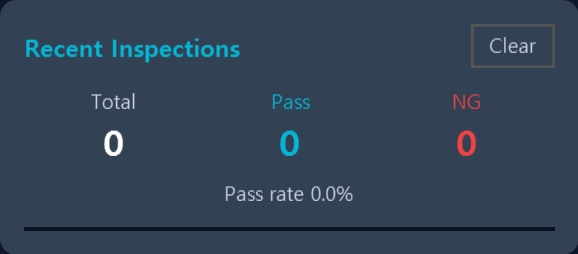 Recent Inspections
Clear
Total
Pass
NG
0
0
0
Pass rate 0.0%